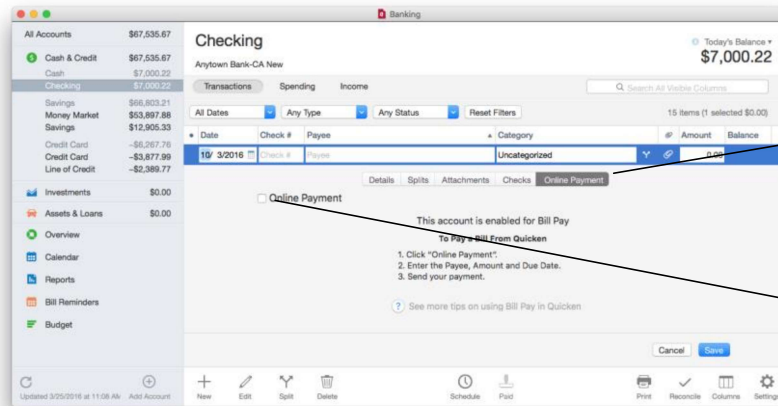 Banking
All Accounts $67,535.67
Cash & Credit $67,535.67
Cash $7,000.22
Checking $7,000.22
Savings $66,803.21
Money Market $53,897.88
Savings $12,905.33
Credit Card -$6,267.76
Credit Card -$3,877.99
Line of Credit -$2,389.77
Investments $0.00
Assets & Loans $0.00
Overview
Calendar
Reports
Bill Reminders
Budget
Updated 3/25/2016 at 11:08 AM Add Account
Checking
Anytown Bank-CA New
Today's Balance
$7,000.22
Transactions Spending Income
Search All Visible Columns
All Dates Any Type Any Status Reset Filters 15 items (1 selected $0.00)
Date Check # Payee Category Amount Balance
10/ 3/2016 Check # Payee Uncategorized 0.00
Details Splits Attachments Checks Online Payment
Online Payment
This account is enabled for Bill Pay
To Pay a Bill From Quicken
1. Click "Online Payment".
2. Enter the Payee, Amount and Due Date.
3. Send your payment.
? See more tips on using Bill Pay in Quicken
Cancel Save
New Edit Split Delete Schedule Paid Print Reconcile Columns Settings